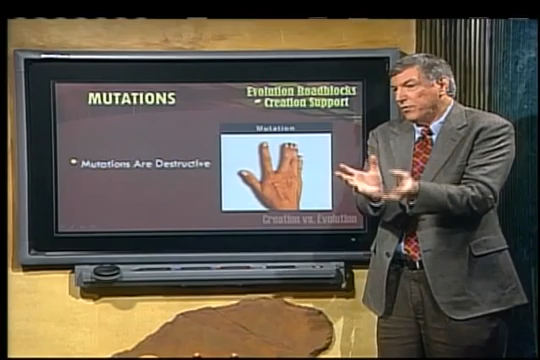 MUTATIONS
Evolution Roadblocks
- Creation Support
Mutation
Mutations Are Destructive
Creation vs. Evolution